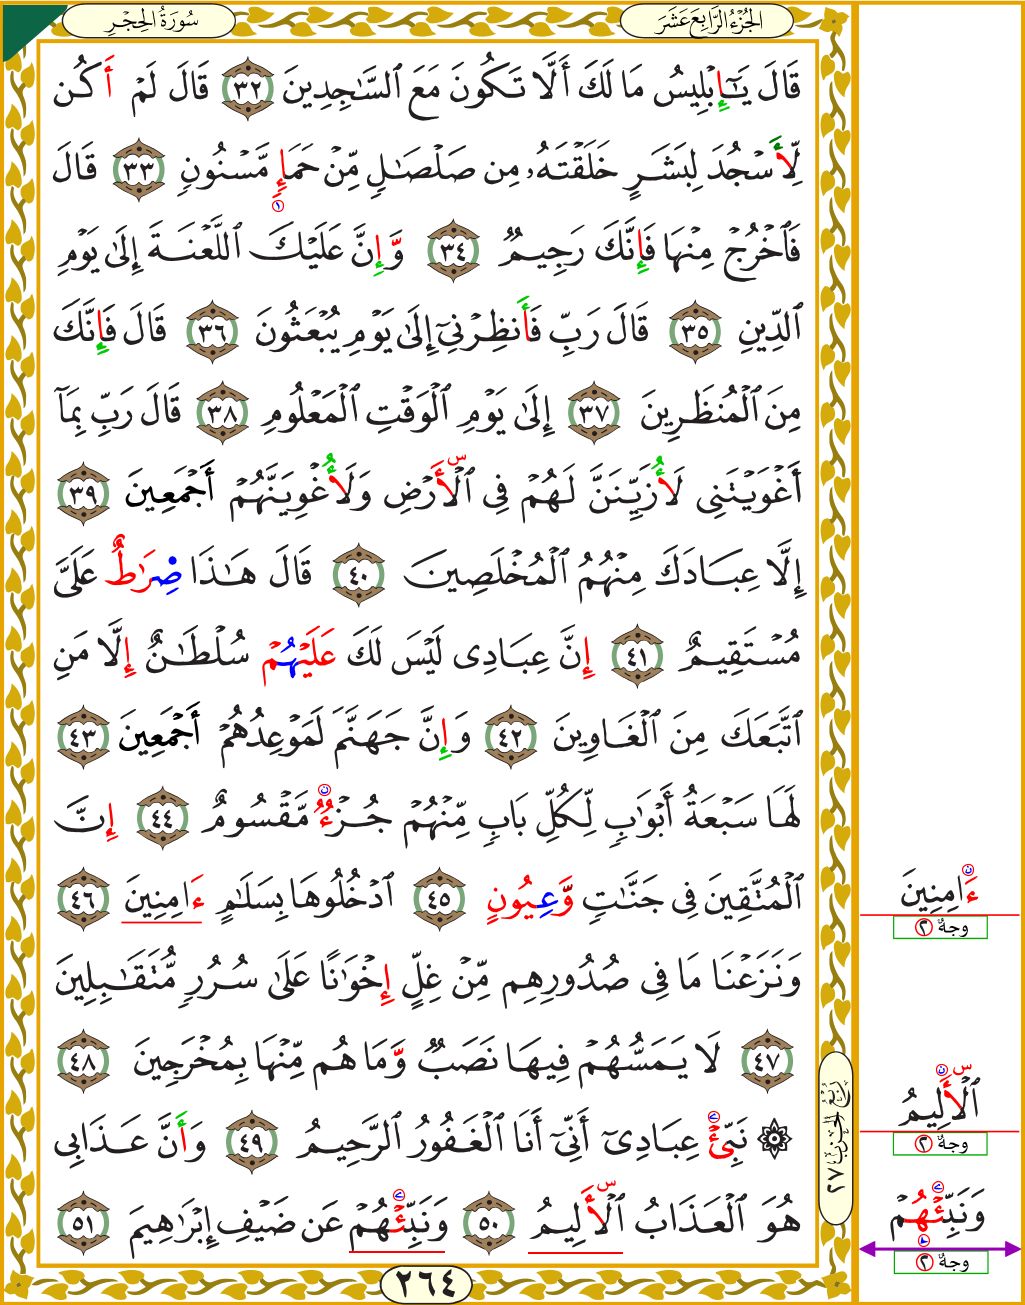 سُورَةُ الْحِجْرِ
الْجُزْءُ الرَّابِعَ عَشَرَ
قَالَ يَـٰٓإِبْلِيسُ مَا لَكَ أَلَّا تَكُونَ مَعَ ٱلسَّـٰجِدِينَ ٣٢ قَالَ لَمْ أَكُن
لِّأَسْجُدَ لِبَشَرٍ خَلَقْتَهُۥ مِن صَلْصَـٰلٍ مِّنْ حَمَإٍ مَّسْنُونٍ ٣٣ قَالَ
١
فَٱخْرُجْ مِنْهَا فَإِنَّكَ رَجِيمٌ ٣٤ وَّإِنَّ عَلَيْكَ ٱللَّعْنَةَ إِلَىٰ يَوْمِ
ٱلدِّينِ ٣٥ قَالَ رَبِّ فَأَنظِرْنِىٓ إِلَىٰ يَوْمِ يُبْعَثُونَ ٣٦ قَالَ فَإِنَّكَ
مِنَ ٱلْمُنظَرِينَ ٣٧ إِلَىٰ يَوْمِ ٱلْوَقْتِ ٱلْمَعْلُومِ ٣٨ قَالَ رَبِّ بِمَآ
أَغْوَيْتَنِى لَأُزَيِّنَنَّ لَهُمْ فِى ٱلْأَرْضِ وَلَأُغْوِيَنَّهُمْ أَجْمَعِينَ ٣٩
إِلَّا عِبَادَكَ مِنْهُمُ ٱلْمُخْلَصِينَ ٤٠ قَالَ هَـٰذَا صِرَٰطٌ عَلَىَّ
مُسْتَقِيمٌ ٤١ إِنَّ عِبَادِى لَيْسَ لَكَ عَلَيْهُمْ سُلْطَـٰنٌ إِلَّا مَنِ
ٱتَّبَعَكَ مِنَ ٱلْغَاوِينَ ٤٢ وَإِنَّ جَهَنَّمَ لَمَوْعِدُهُمْ أَجْمَعِينَ ٤٣
لَهَا سَبْعَةُ أَبْوَٰبٍ لِّكُلِّ بَابٍ مِّنْهُمْ جُزْءٌ مَّقْسُومٌ ٤٤ إِنَّ
ٱلْمُتَّقِينَ فِى جَنَّـٰتٍ وَّعِيُونٍ ٤٥ ٱدْخُلُوهَا بِسَلَـٰمٍ ءَامِنِينَ ٤٦
وَنَزَعْنَا مَا فِى صُدُورِهِم مِّنْ غِلٍّ إِخْوَٰنًا عَلَىٰ سُرُرٍ مُّتَقَـٰبِلِينَ
٤٧ لَا يَمَسُّهُمْ فِيهَا نَصَبٌ وَّمَا هُم مِّنْهَا بِمُخْرَجِينَ ٤٨
۞ نَبِّئْ عِبَادِىٓ أَنِّىٓ أَنَا ٱلْغَفُورُ ٱلرَّحِيمُ ٤٩ وَأَنَّ عَذَابِى
هُوَ ٱلْعَذَابُ ٱلْأَلِيمُ ٥٠ وَنَبِّئْهُمْ عَن ضَيْفِ إِبْرَٰهِيمَ ٥١
٢٦٤
رُبْعُ الْحِزْبِ ٢٧
ءَامِنِينَ
وجهٌ ٢
ٱلْأَلِيمُ
وجهٌ ٢
وَنَبِّئْهُمْ
وجهٌ ٢